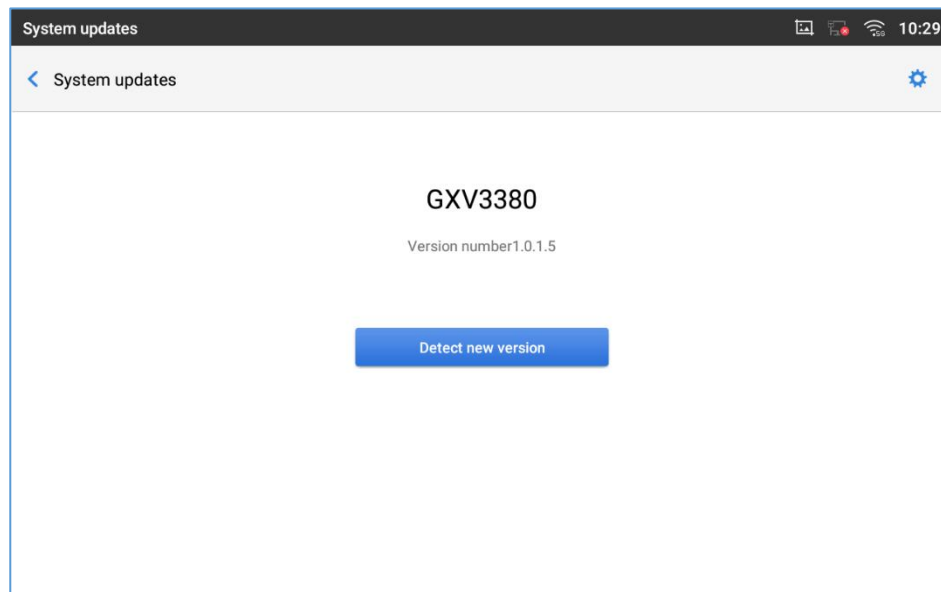 System updates 10:29
System updates
GXV3380
Version number1.0.1.5
Detect new version